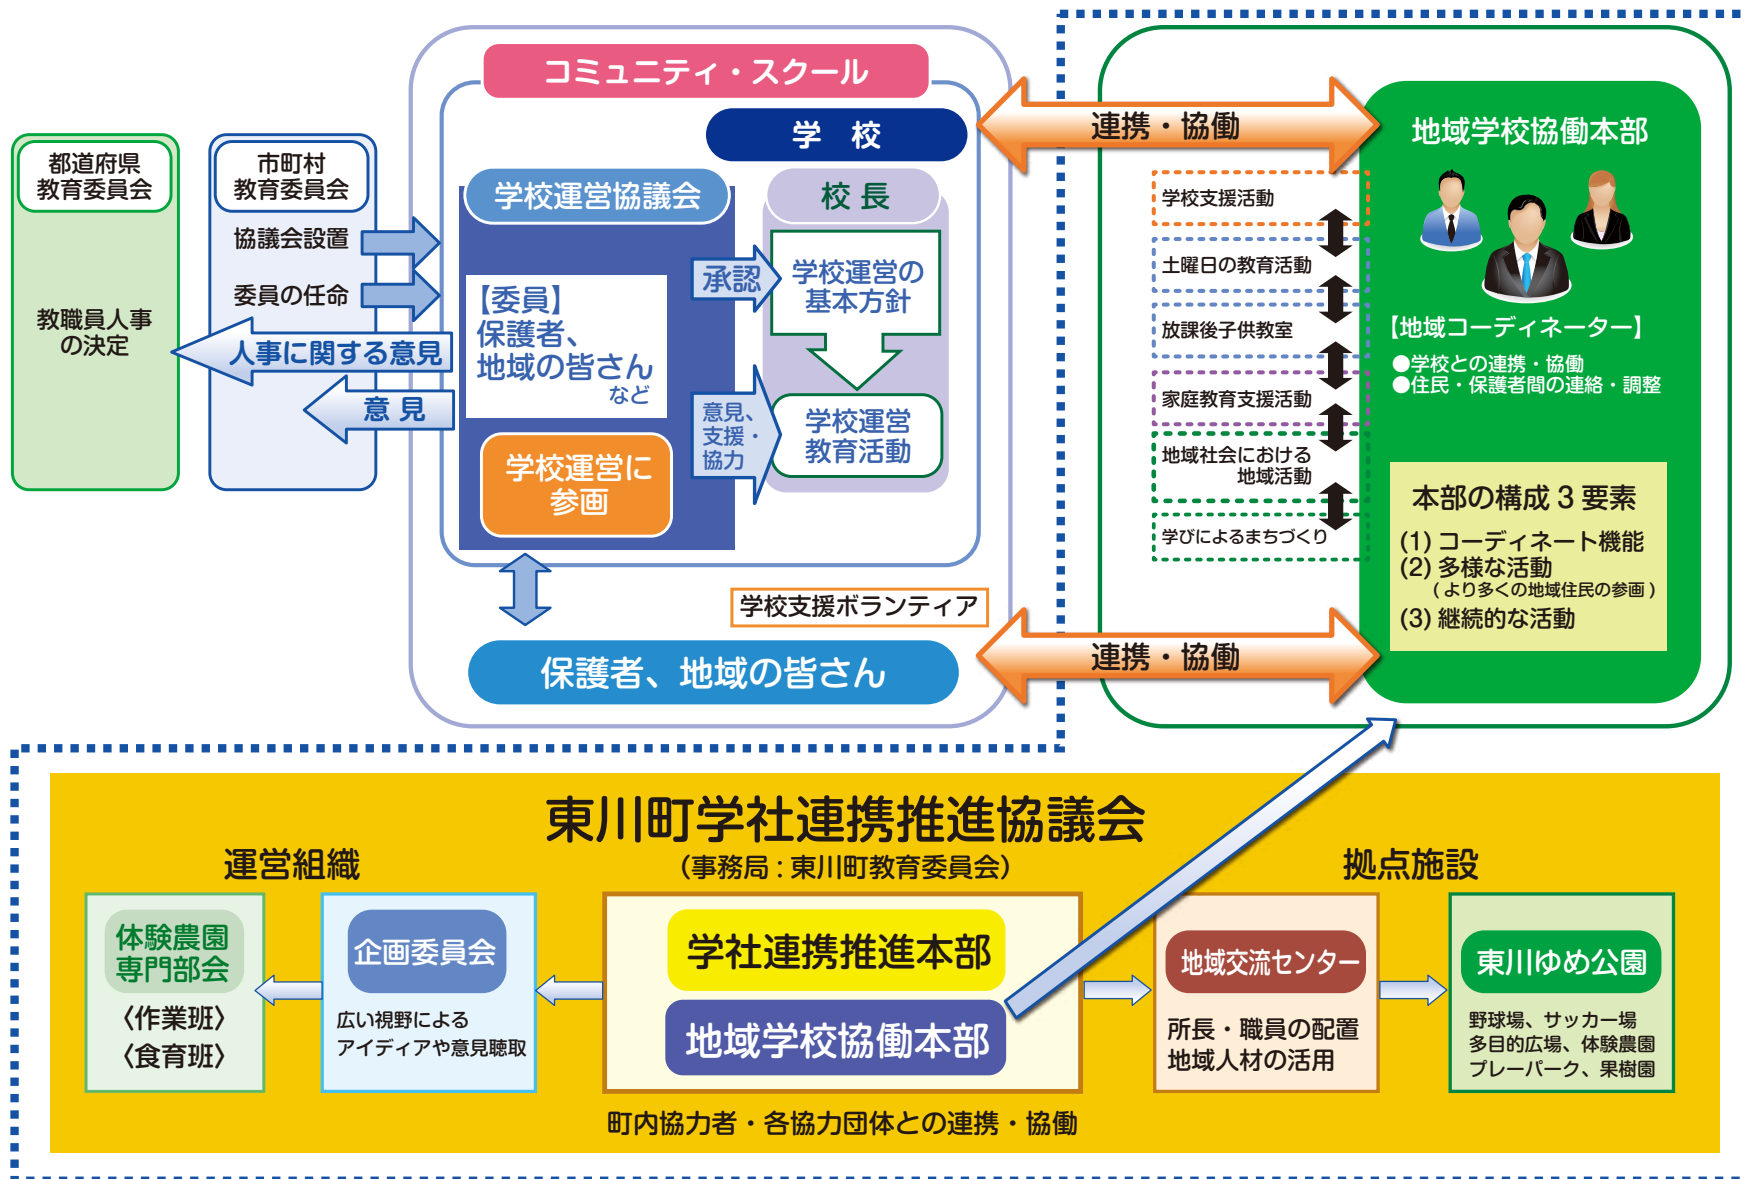 コミュニティ・スクール
学 校
都道府県
教育委員会
教職員人事
の決定
市町村
教育委員会
協議会設置
委員の任命
人事に関する意見
意 見
学校運営協議会
【委員】
保護者、
地域の皆さん
など
学校運営に
参画
承認
意見、
支援・
協力
校 長
学校運営の
基本方針
学校運営
教育活動
学校支援ボランティア
保護者、地域の皆さん
連携・協働
連携・協働
学校支援活動
土曜日の教育活動
放課後子供教室
家庭教育支援活動
地域社会における
地域活動
学びによるまちづくり
地域学校協働本部
【地域コーディネーター】
●学校との連携・協働
●住民・保護者間の連絡・調整
本部の構成 3 要素
(1) コーディネート機能
(2) 多様な活動
( より多くの地域住民の参画 )
(3) 継続的な活動
東川町学社連携推進協議会
(事務局 : 東川町教育委員会)
運営組織
体験農園
専門部会
〈作業班〉
〈食育班〉
企画委員会
広い視野による
アイディアや意見聴取
学社連携推進本部
地域学校協働本部
町内協力者・各協力団体との連携・協働
拠点施設
地域交流センター
所長・職員の配置
地域人材の活用
東川ゆめ公園
野球場、サッカー場
多目的広場、体験農園
プレーパーク、果樹園